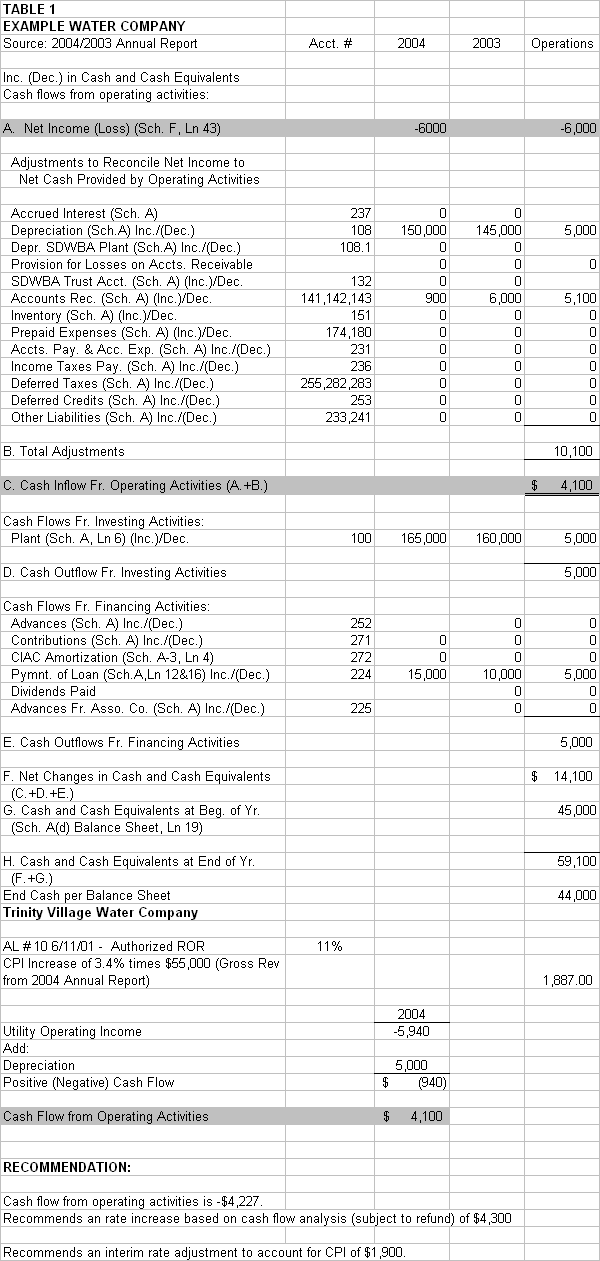 TABLE 1
EXAMPLE WATER COMPANY
Source: 2004/2003 Annual Report Acct. # 2004 2003 Operations
Inc. (Dec.) in Cash and Cash Equivalents
Cash flows from operating activities:
A. Net Income (Loss) (Sch. F, Ln 43) -6000 -6,000
Adjustments to Reconcile Net Income to
Net Cash Provided by Operating Activities
Accrued Interest (Sch. A) 237 0 0
Depreciation (Sch.A) Inc./(Dec.) 108 150,000 145,000 5,000
Depr. SDWBA Plant (Sch.A) Inc./(Dec.) 108.1 0 0
Provision for Losses on Accts. Receivable 0 0 0
SDWBA Trust Acct. (Sch. A) (Inc.)/Dec. 132 0 0
Accounts Rec. (Sch. A) (Inc.)/Dec. 141,142,143 900 6,000 5,100
Inventory (Sch. A) (Inc.)/Dec. 151 0 0 0
Prepaid Expenses (Sch. A) (Inc.)/Dec. 174,180 0 0 0
Accts. Pay. & Acc. Exp. (Sch. A) Inc./(Dec.) 231 0 0 0
Income Taxes Pay. (Sch. A) Inc./(Dec.) 236 0 0 0
Deferred Taxes (Sch. A) Inc./(Dec.) 255,282,283 0 0 0
Deferred Credits (Sch. A) Inc./(Dec.) 253 0 0 0
Other Liabilities (Sch. A) Inc./(Dec.) 233,241 0 0 0
B. Total Adjustments 10,100
C. Cash Inflow Fr. Operating Activities (A.+B.) $ 4,100
Cash Flows Fr. Investing Activities:
Plant (Sch. A, Ln 6) (Inc.)/Dec. 100 165,000 160,000 5,000
D. Cash Outflow Fr. Investing Activities 5,000
Cash Flows Fr. Financing Activities:
Advances (Sch. A) Inc./(Dec.) 252 0 0
Contributions (Sch. A) Inc./(Dec.) 271 0 0 0
CIAC Amortization (Sch. A-3, Ln 4) 272 0 0 0
Pymnt. of Loan (Sch.A,Ln 12&16) Inc./(Dec.) 224 15,000 10,000 5,000
Dividends Paid 0 0
Advances Fr. Asso. Co. (Sch. A) Inc./(Dec.) 225 0 0
E. Cash Outflows Fr. Financing Activities 5,000
F. Net Changes in Cash and Cash Equivalents $ 14,100
(C.+D.+E.)
G. Cash and Cash Equivalents at Beg. of Yr. 45,000
(Sch. A(d) Balance Sheet, Ln 19)
H. Cash and Cash Equivalents at End of Yr. 59,100
(F.+G.)
End Cash per Balance Sheet 44,000
Trinity Village Water Company
AL # 10 6/11/01 - Authorized ROR 11%
CPI Increase of 3.4% times $55,000 (Gross Rev
from 2004 Annual Report) 1,887.00
2004
Utility Operating Income -5,940
Add:
Depreciation 5,000
Positive (Negative) Cash Flow $ (940)
Cash Flow from Operating Activities $ 4,100
RECOMMENDATION:
Cash flow from operating activities is -$4,227.
Recommends an rate increase based on cash flow analysis (subject to refund) of $4,300
Recommends an interim rate adjustment to account for CPI of $1,900.